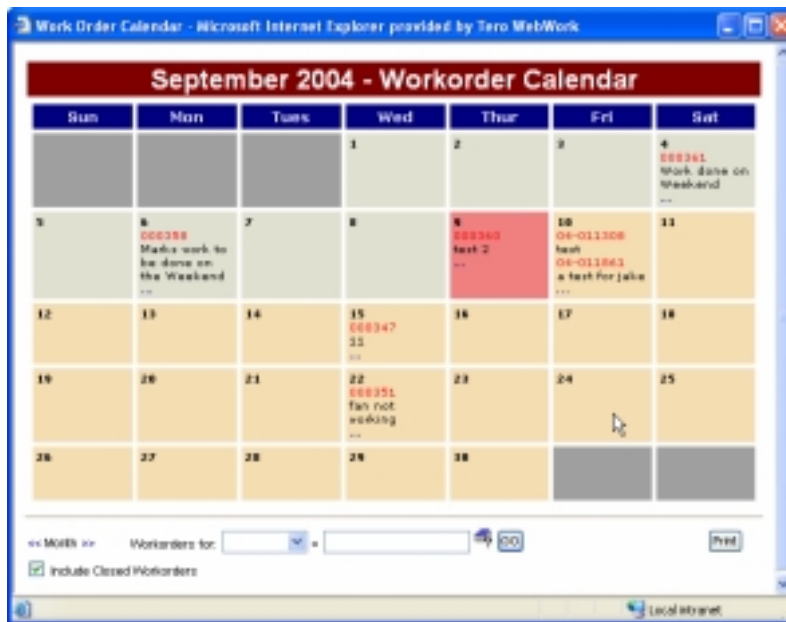 Work Order Calendar - Microsoft Internet Explorer provided by Tero WebWork
September 2004 - Workorder Calendar
Sun Mon Tues Wed Thur Fri Sat
1 2 3 4
000361
Work done on
Weekend
...
5 6 7 8 9 10 11
000358
Marks work to
be done on
the Weekend
...
000360
test 2
...
04-011308
test
04-011861
a test for jake
...
12 13 14 15 16 17 18
000347
11
...
19 20 21 22 23 24 25
000351
fan not
working
...
26 27 28 29 30
<< Month >> Workorders for: = GO Print
Include Closed Workorders
Local intranet